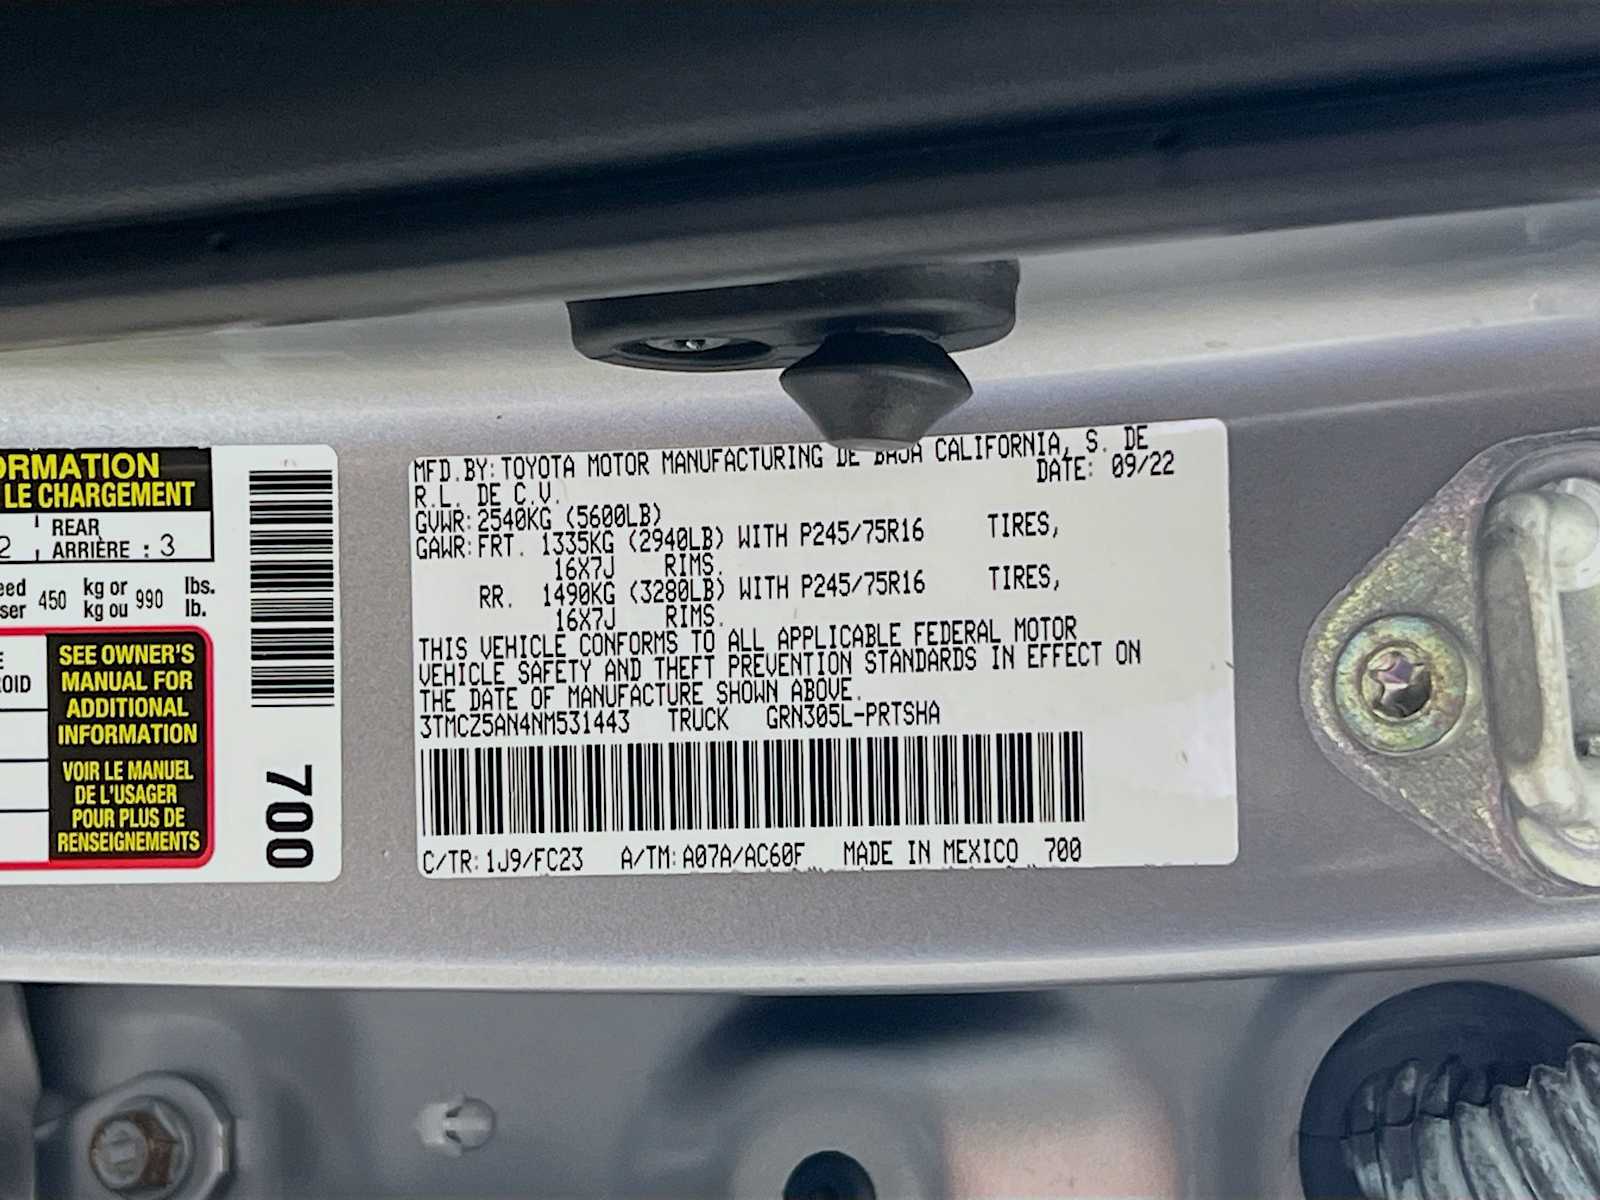 ORMATION
LE CHARGEMENT
2 REAR
ARRIÈRE : 3
450 kg or 990 lbs.
kg ou lb.
ROID
SEE OWNER'S
MANUAL FOR
ADDITIONAL
INFORMATION
VOIR LE MANUEL
DE L'USAGER
POUR PLUS DE
RENSEIGNEMENTS
700
MFD.BY: TOYOTA MOTOR MANUFACTURING DE BAJA CALIFORNIA, S. DE
R.L. DE C.V. DATE: 09/22
GVWR: 2540KG (5600LB)
GAWR: FRT. 1335KG (2940LB) WITH P245/75R16 TIRES,
16X7J RIMS.
RR. 1490KG (3280LB) WITH P245/75R16 TIRES,
16X7J RIMS.
THIS VEHICLE CONFORMS TO ALL APPLICABLE FEDERAL MOTOR
VEHICLE SAFETY AND THEFT PREVENTION STANDARDS IN EFFECT ON
THE DATE OF MANUFACTURE SHOWN ABOVE.
3TMCZ5AN4NM531443 TRUCK GRN305L-PRTSHA
C/TR: 1J9/FC23 A/TM: A07A/AC60F MADE IN MEXICO 700